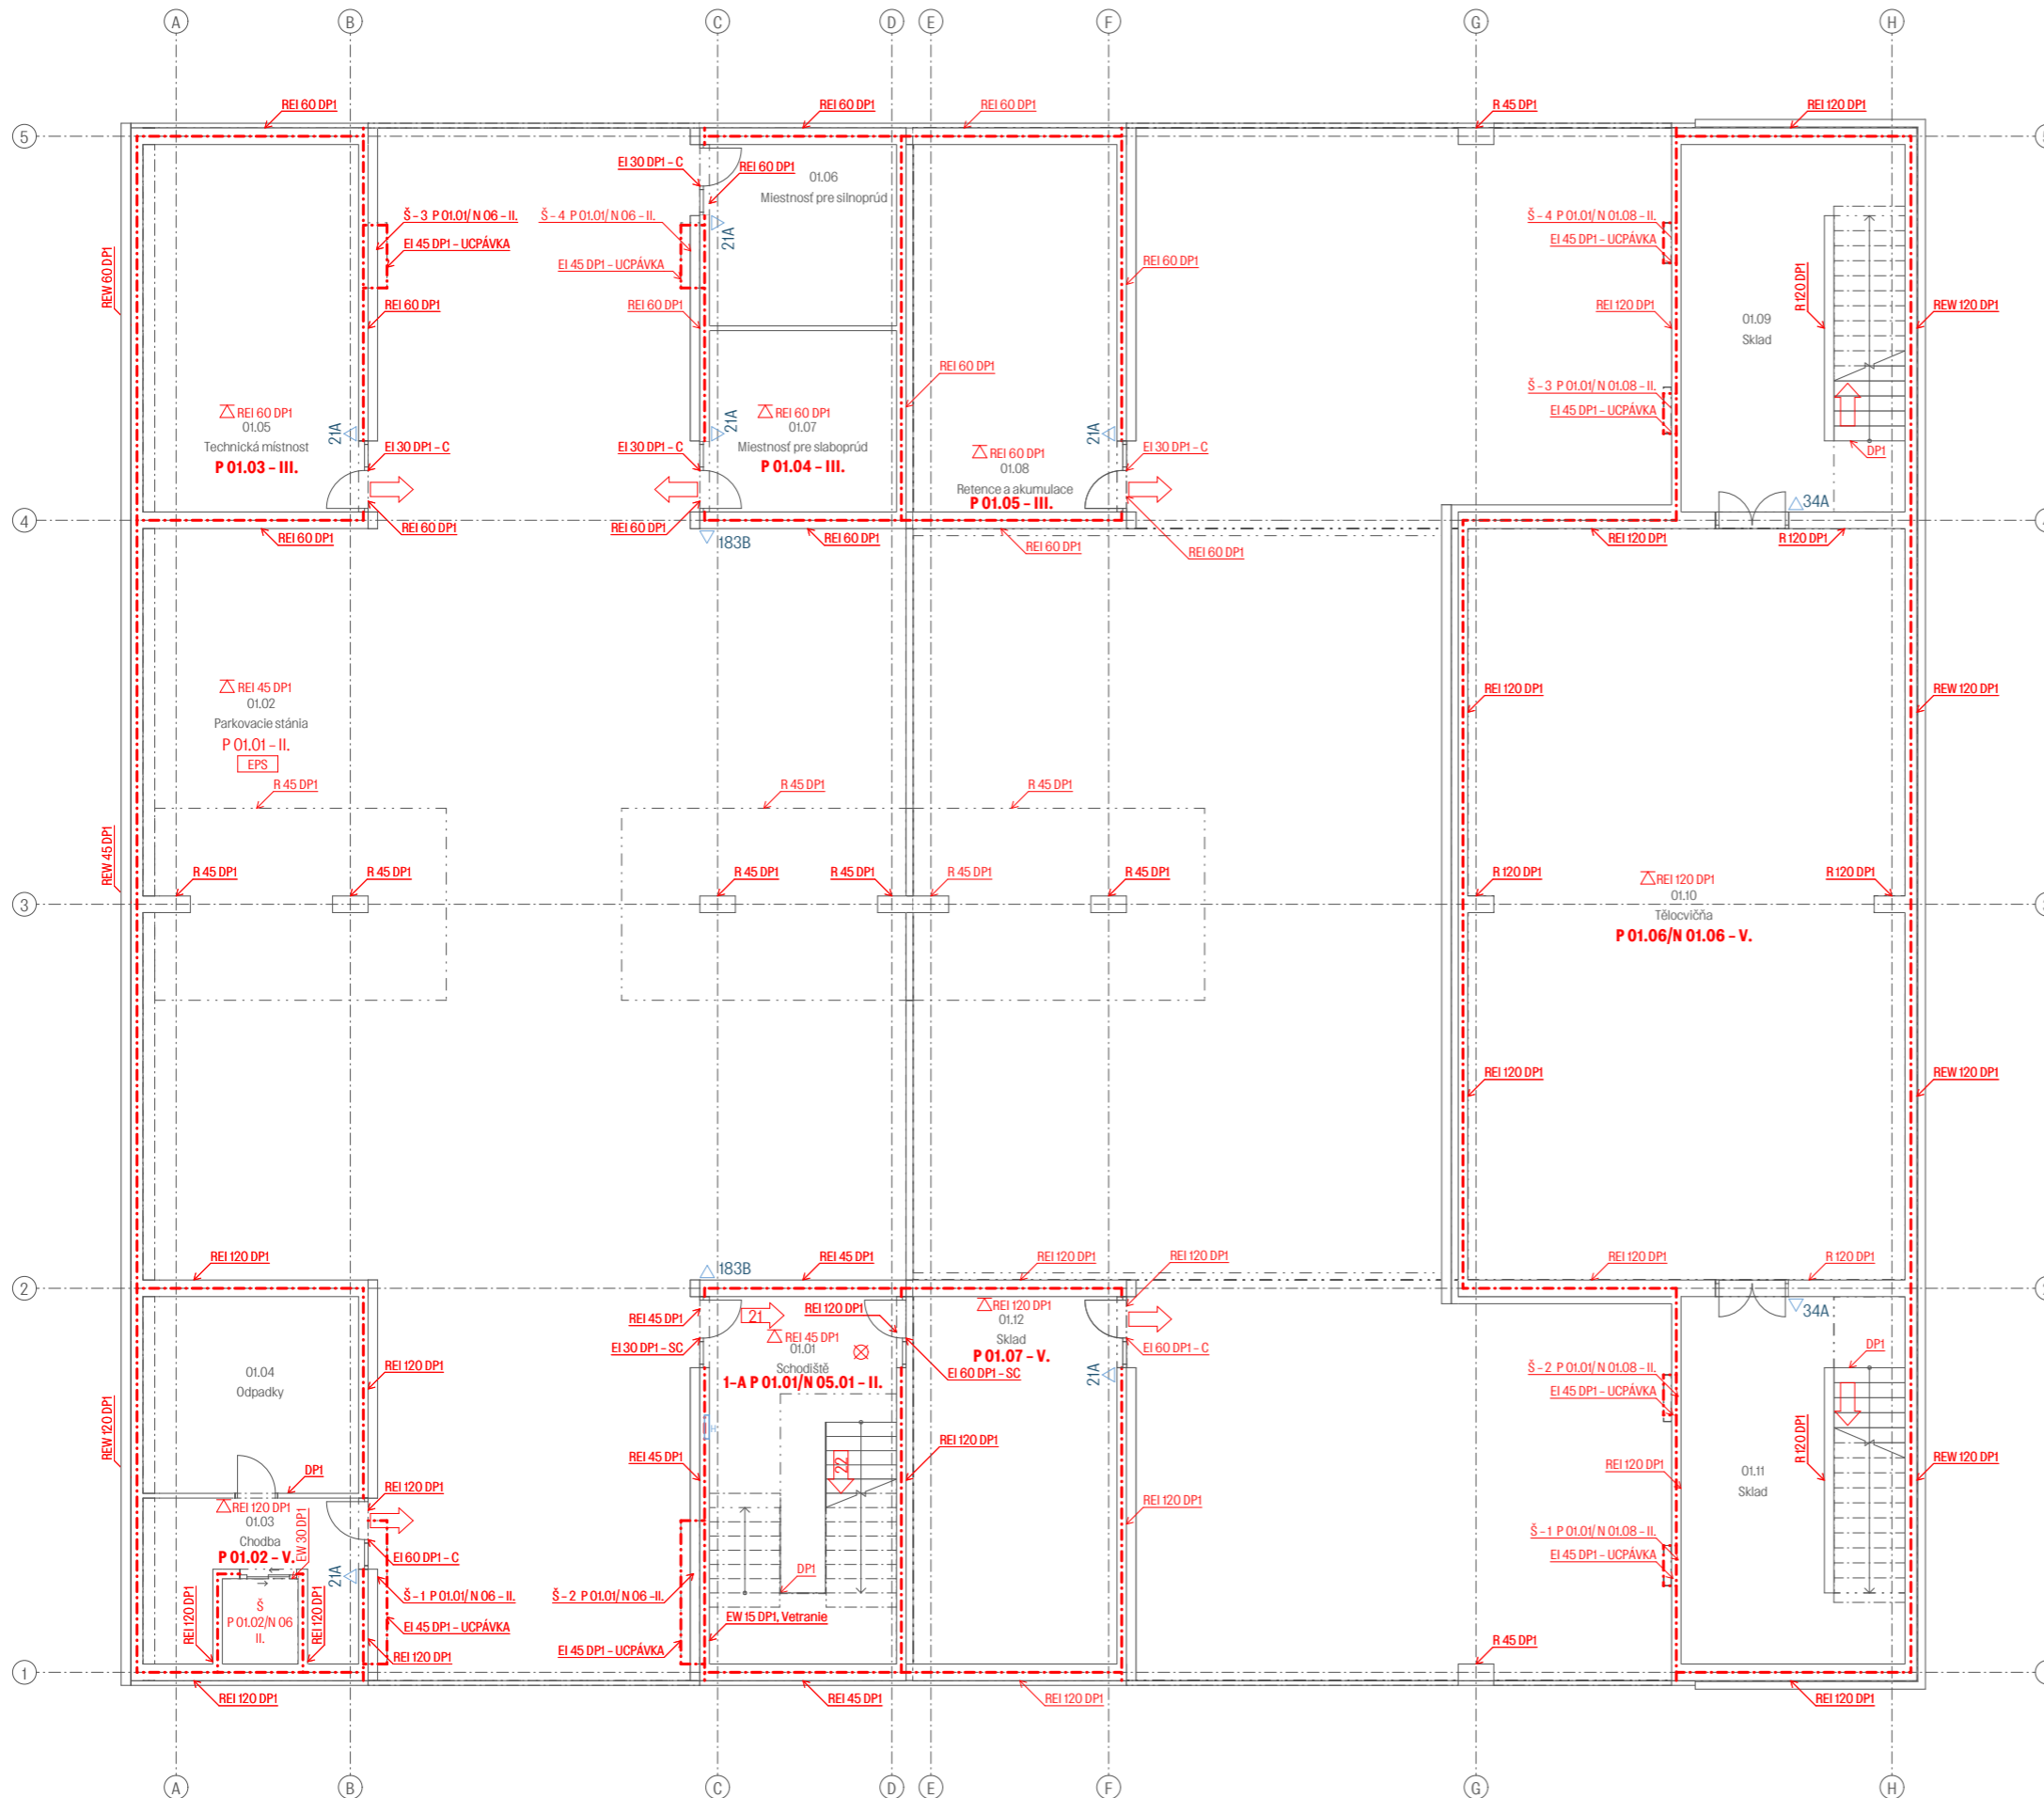 A
B
C
D
E
F
G
H
REI 60 DP1
REI 60 DP1
REI 60 DP1
R 45 DP1
REI 120 DP1
5
EI 30 DP1 - C
REI 60 DP1
01.06
Miestnosť pre silnoprúd
Š - 3 P 01.01/ N 06 - II.
Š - 4 P 01.01/ N 06 - II.
Š - 4 P 01.01/ N 01.08 - II.
EI 45 DP1 - UCPÁVKA
21A
EI 45 DP1 - UCPÁVKA
EI 45 DP1 - UCPÁVKA
REI 60 DP1
REW 60 DP1
REI 60 DP1
REI 60 DP1
REI 120 DP1
R 120 DP1
REW 120 DP1
01.09
Sklad
REI 60 DP1
Š - 3 P 01.01/ N 01.08 - II.
EI 45 DP1 - UCPÁVKA
REI 60 DP1
01.05
Technická místnost
P 01.03 - III.
21A
21A
REI 60 DP1
01.07
Miestnosť pre slaboprúd
P 01.04 - III.
EI 30 DP1 - C
EI 30 DP1 - C
REI 60 DP1
01.08
Retence a akumulace
P 01.05 - III.
21A
EI 30 DP1 - C
DP1
34A
4
REI 60 DP1
REI 60 DP1
REI 60 DP1
183B
REI 60 DP1
REI 60 DP1
REI 60 DP1
REI 120 DP1
R 120 DP1
REI 45 DP1
01.02
Parkovacie stánia
P 01.01 - II.
EPS
REI 120 DP1
REW 120 DP1
R 45 DP1
R 45 DP1
R 45 DP1
REW 45 DP1
R 45 DP1
R 45 DP1
R 45 DP1
R 45 DP1
R 45 DP1
R 45 DP1
R 120 DP1
R 120 DP1
3
REI 120 DP1
01.10
Tělocvičňa
P 01.06/N 01.06 - V.
REI 120 DP1
REW 120 DP1
REI 120 DP1
183B
REI 45 DP1
REI 120 DP1
REI 120 DP1
REI 120 DP1
R 120 DP1
2
REI 45 DP1
EI 30 DP1 - SC
21
REI 120 DP1
REI 45 DP1
01.01
Schodiště
1-A P 01.01/N 05.01 - II.
REI 120 DP1
01.12
Sklad
P 01.07 - V.
EI 60 DP1 - SC
EI 60 DP1 - C
21A
34A
DP1
01.04
Odpadky
REI 120 DP1
REW 120 DP1
Š - 2 P 01.01/ N 01.08 - II.
EI 45 DP1 - UCPÁVKA
H
REI 120 DP1
REI 45 DP1
22
R 120 DP1
REI 120 DP1
01.11
Sklad
REW 120 DP1
DP1
REI 120 DP1
REI 120 DP1
01.03
Chodba
P 01.02 - V.
EW 30 DP1
REI 120 DP1
Š - 1 P 01.01/ N 01.08 - II.
EI 45 DP1 - UCPÁVKA
21A
EI 60 DP1 - C
Š - 1 P 01.01/ N 06 - II.
Š - 2 P 01.01/ N 06 -II.
DP1
EW 15 DP1, Vetranie
REI 120 DP1
Š
P 01.02/N 06
II.
REI 120 DP1
EI 45 DP1 - UCPÁVKA
EI 45 DP1 - UCPÁVKA
REI 120 DP1
R 45 DP1
1
REI 120 DP1
REI 45 DP1
REI 120 DP1
REI 120 DP1
A
B
C
D
E
F
G
H